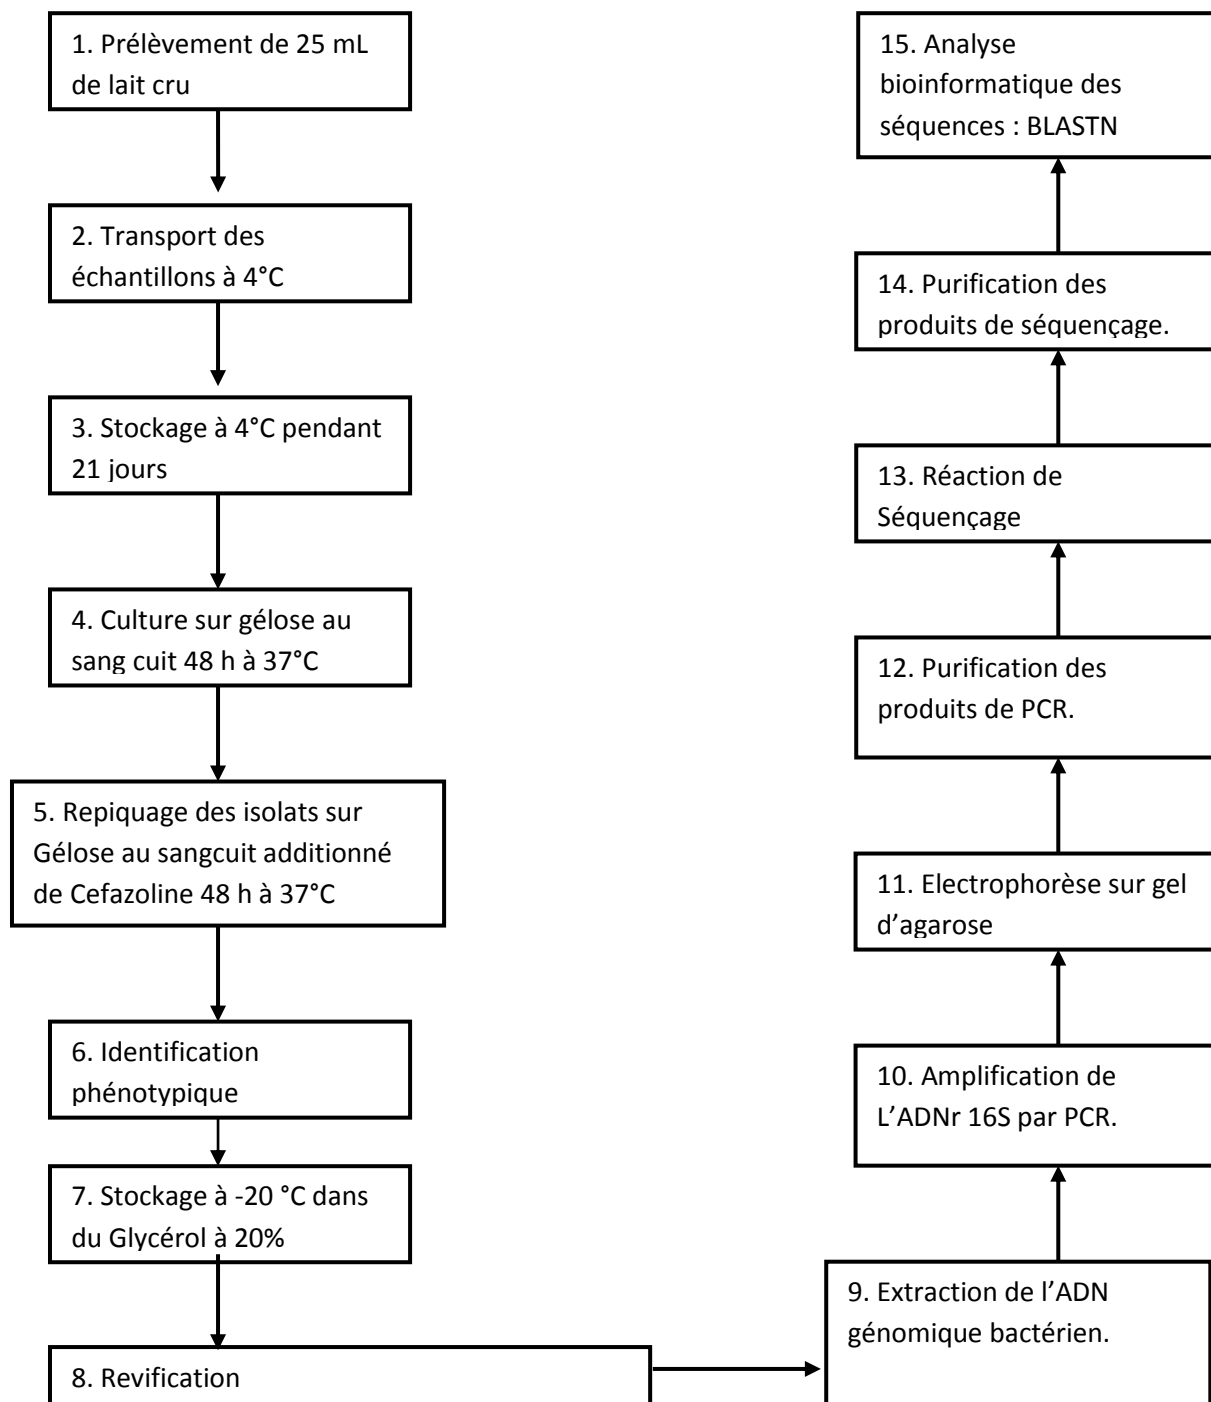 1. Prélèvement de 25 mL
de lait cru
2. Transport des
échantillons à 4°C
3. Stockage à 4°C pendant
21 jours
4. Culture sur gélose au
sang cuit 48 h à 37°C
5. Repiquage des isolats sur
Gélose au sangcuit additionné
de Cefazoline 48 h à 37°C
6. Identification
phénotypique
7. Stockage à -20 °C dans
du Glycérol à 20%
8. Revification
9. Extraction de l’ADN
génomique bactérien.
10. Amplification de
L’ADNr 16S par PCR.
11. Electrophorèse sur gel
d’agarose
12. Purification des
produits de PCR.
13. Réaction de
Séquençage
14. Purification des
produits de séquençage.
15. Analyse
bioinformatique des
séquences : BLASTN